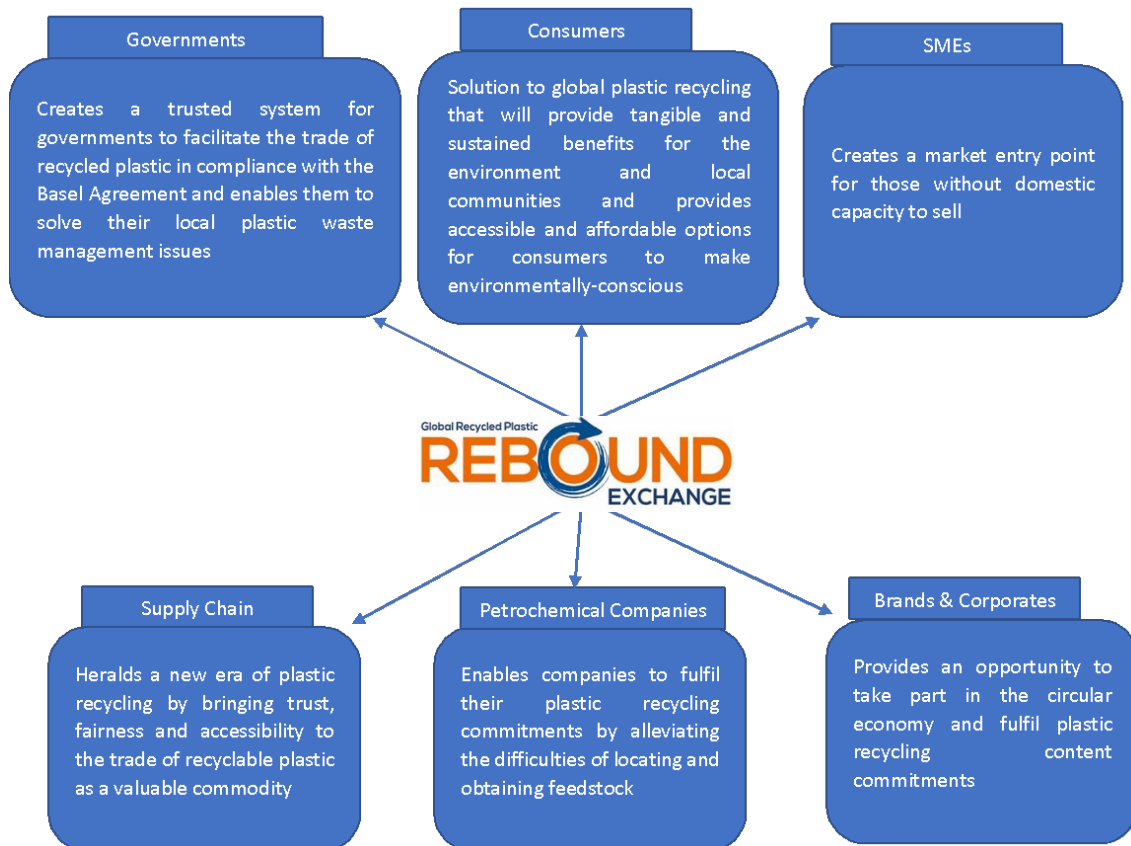 Governments
Creates a trusted system for
governments to facilitate the trade of
recycled plastic in compliance with the
Basel Agreement and enables them to
solve their local plastic waste
management issues
Consumers
Solution to global plastic recycling
that will provide tangible and
sustained benefits for the
environment and local
communities and provides
accessible and affordable options
for consumers to make
environmentally-conscious
SMEs
Creates a market entry point
for those without domestic
capacity to sell
Global Recycled Plastic
REBOUND
EXCHANGE
Supply Chain
Heralds a new era of plastic
recycling by bringing trust,
fairness and accessibility to
the trade of recyclable plastic
as a valuable commodity
Petrochemical Companies
Enables companies to fulfil
their plastic recycling
commitments by alleviating
the difficulties of locating and
obtaining feedstock
Brands & Corporates
Provides an opportunity to
take part in the circular
economy and fulfil plastic
recycling content
commitments